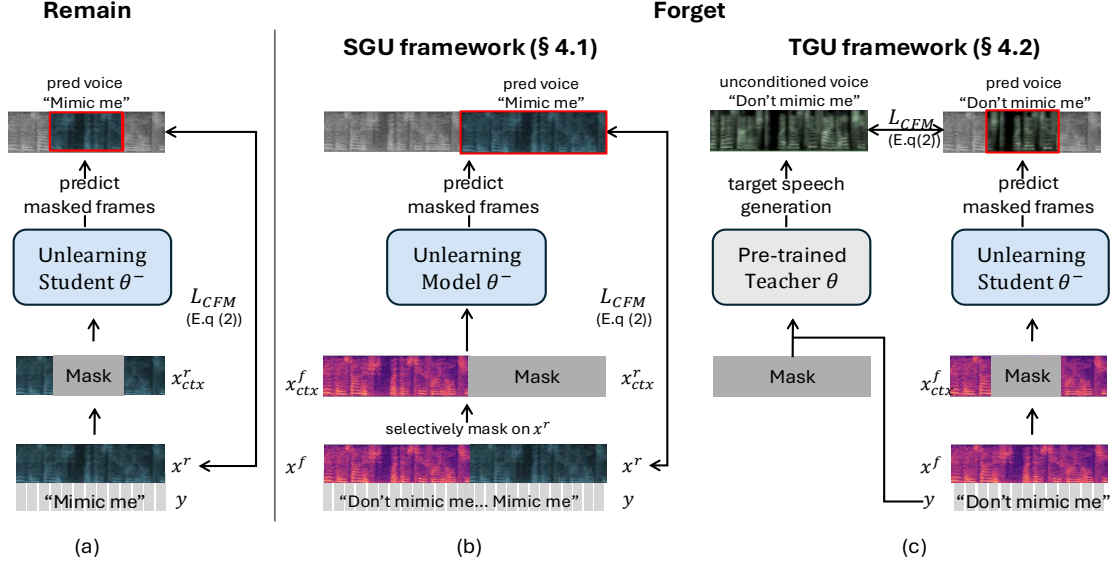 Remain
Forget
SGU framework (§ 4.1)
TGU framework (§ 4.2)
pred voice
“Mimic me”
predict
masked frames
Unlearning
Student θ⁻
L_CFM
(E.q (2))
Mask
x^r_ctx
x^r
“Mimic me”
y
(a)
pred voice
“Mimic me”
predict
masked frames
Unlearning
Model θ⁻
L_CFM
(E.q (2))
x^f_ctx
Mask
x^r_ctx
selectively mask on x^r
x^f
x^r
“Don’t mimic me... Mimic me”
y
(b)
unconditioned voice
“Don’t mimic me”
L_CFM
(E.q(2))
pred voice
“Don’t mimic me”
target speech
generation
predict
masked frames
Pre-trained
Teacher θ
Unlearning
Student θ⁻
Mask
x^f_ctx
Mask
x^f
y
“Don’t mimic me”
(c)